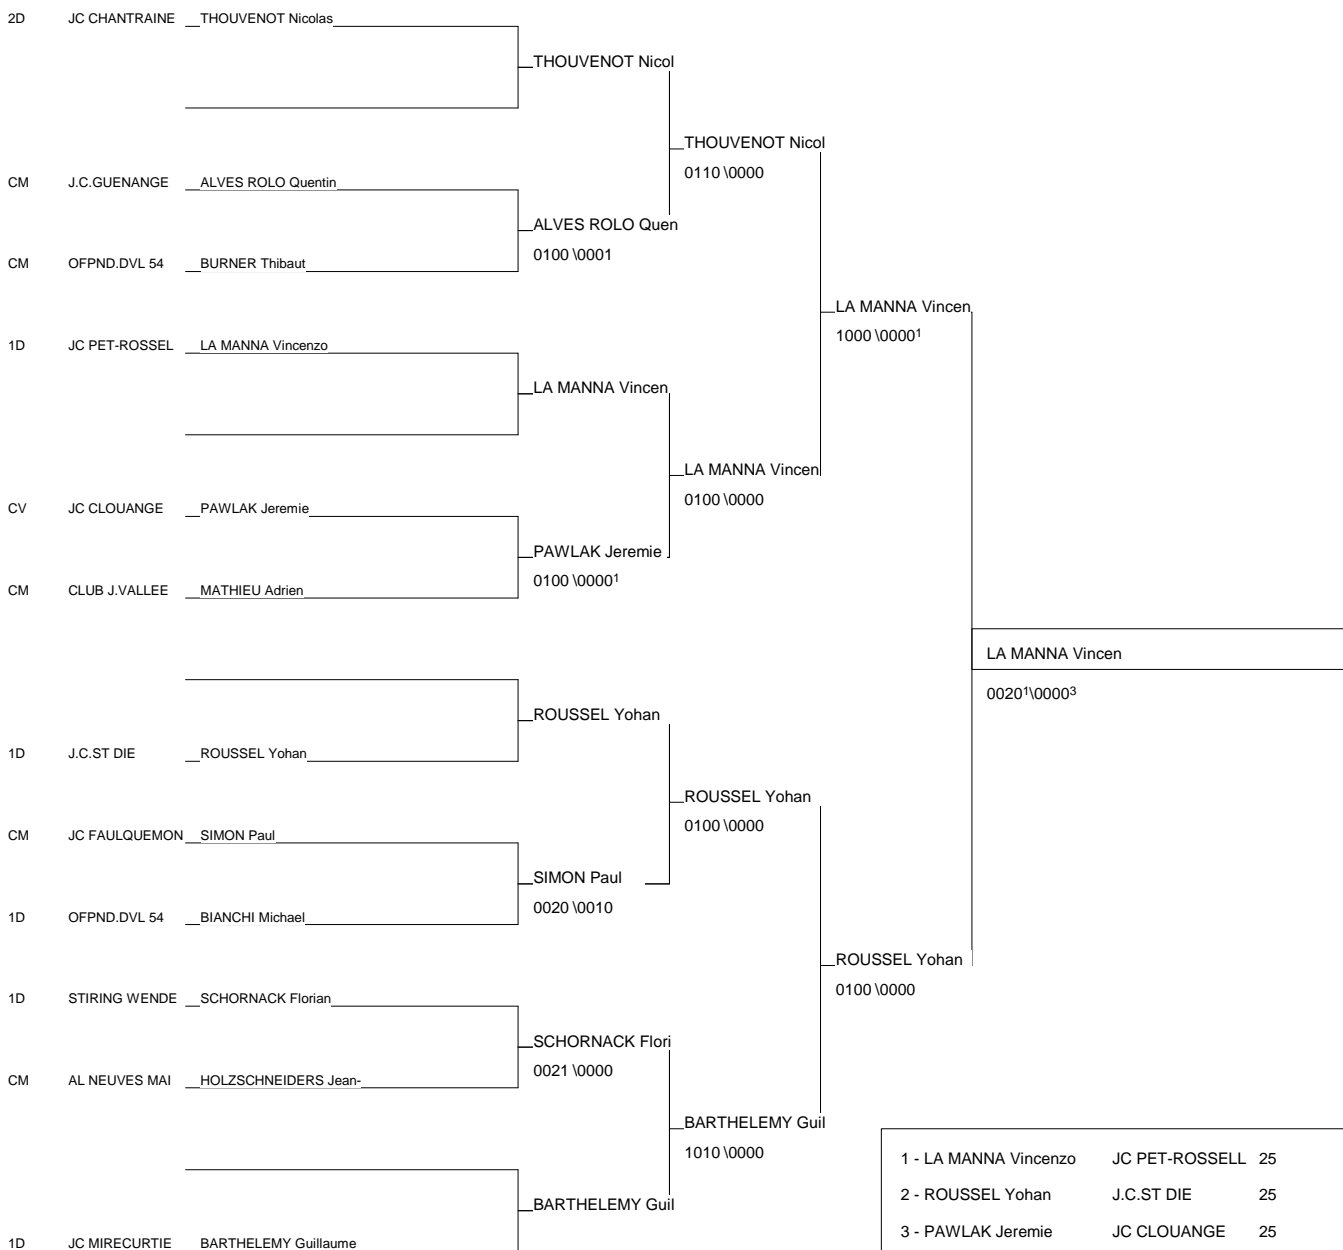 2D JC CHANTRAINE THOUVENOT Nicolas
THOUVENOT Nicol
THOUVENOT Nicol
0110 \0000
CM J.C.GUENANGE ALVES ROLO Quentin
ALVES ROLO Quen
0100 \0001
CM OFPND.DVL 54 BURNER Thibaut
LA MANNA Vincen
1000 \0000¹
1D JC PET-ROSSEL LA MANNA Vincenzo
LA MANNA Vincen
LA MANNA Vincen
0100 \0000
CV JC CLOUANGE PAWLAK Jeremie
PAWLAK Jeremie
0100 \0000¹
CM CLUB J.VALLEE MATHIEU Adrien
LA MANNA Vincen
0020¹\0000³
ROUSSEL Yohan
1D J.C.ST DIE ROUSSEL Yohan
ROUSSEL Yohan
0100 \0000
CM JC FAULQUEMON SIMON Paul
SIMON Paul
0020 \0010
1D OFPND.DVL 54 BIANCHI Michael
ROUSSEL Yohan
0100 \0000
1D STIRING WENDE SCHORNACK Florian
SCHORNACK Flori
0021 \0000
CM AL NEUVES MAI HOLZSCHNEIDERS Jean-
BARTHELEMY Guil
1010 \0000
BARTHELEMY Guil
1D JC MIRECURTIE BARTHELEMY Guillaume
1 - LA MANNA Vincenzo JC PET-ROSSELL 25
2 - ROUSSEL Yohan J.C.ST DIE 25
3 - PAWLAK Jeremie JC CLOUANGE 25